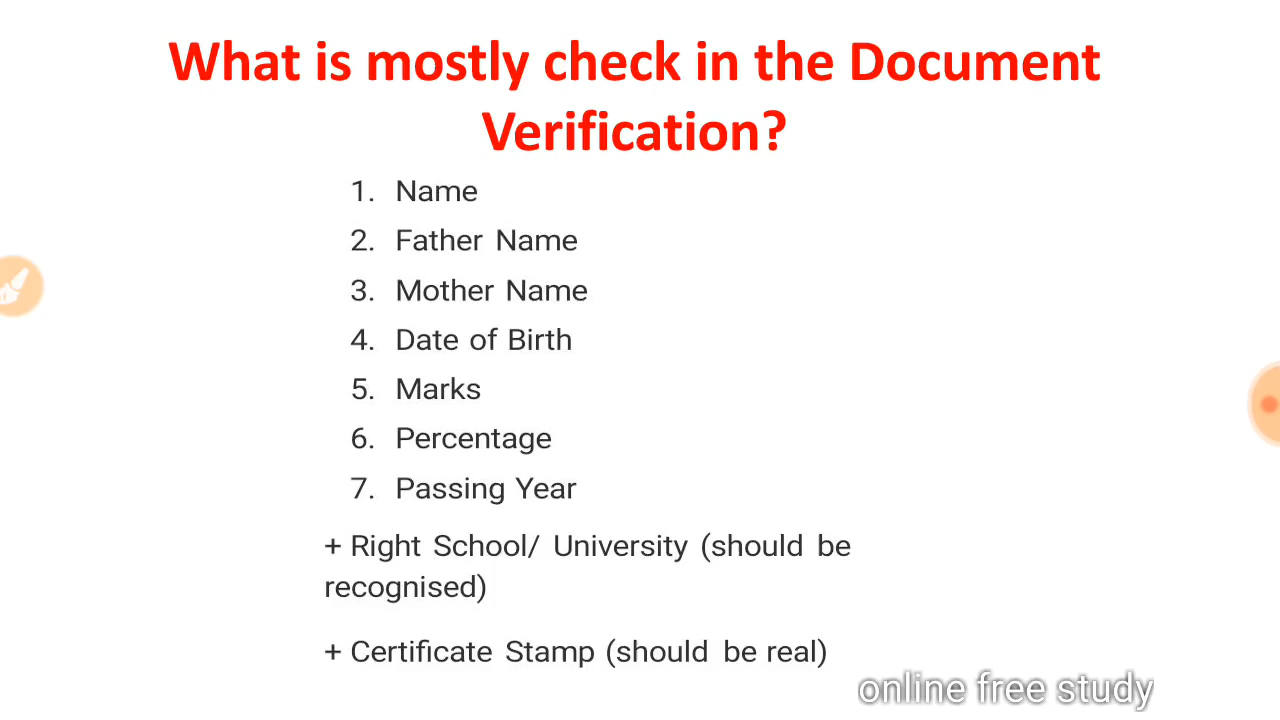 What is mostly check in the Document
Verification?
1. Name
2. Father Name
3. Mother Name
4. Date of Birth
5. Marks
6. Percentage
7. Passing Year
+ Right School/ University (should be
recognised)
+ Certificate Stamp (should be real)
online free study